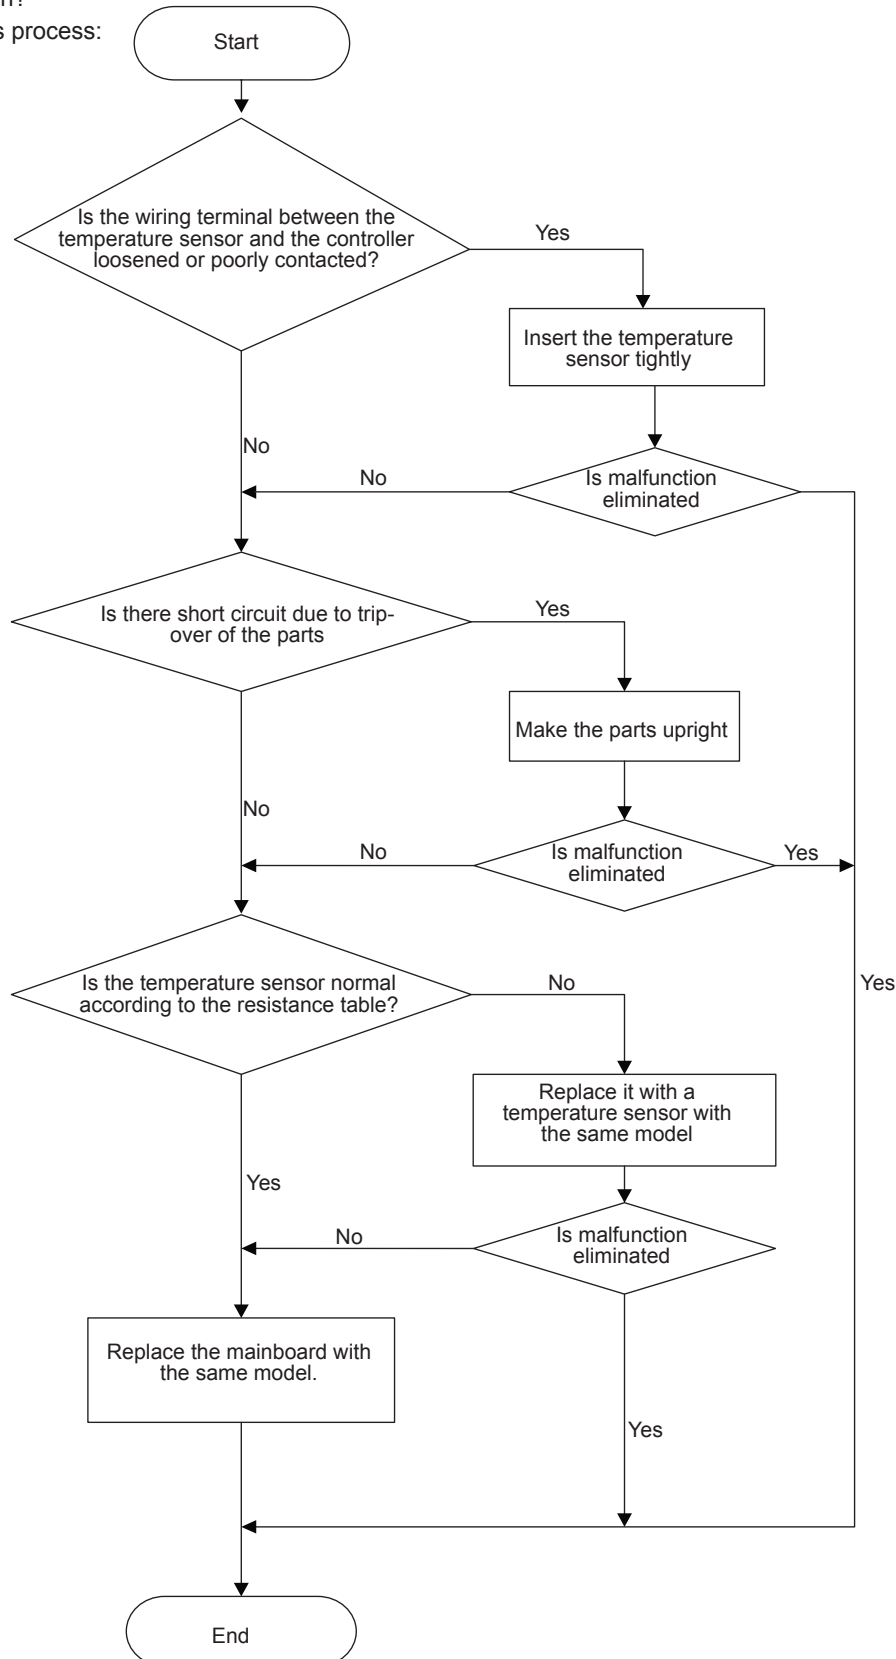 s process:
Start
Is the wiring terminal between the
temperature sensor and the controller
loosened or poorly contacted?
Yes
Insert the temperature
sensor tightly
No
No
Is malfunction
eliminated
Is there short circuit due to trip-
over of the parts
Yes
Make the parts upright
No
No
Is malfunction
eliminated
Yes
Is the temperature sensor normal
according to the resistance table?
No
Yes
Replace it with a
temperature sensor with
the same model
Yes
No
Is malfunction
eliminated
Replace the mainboard with
the same model.
Yes
End